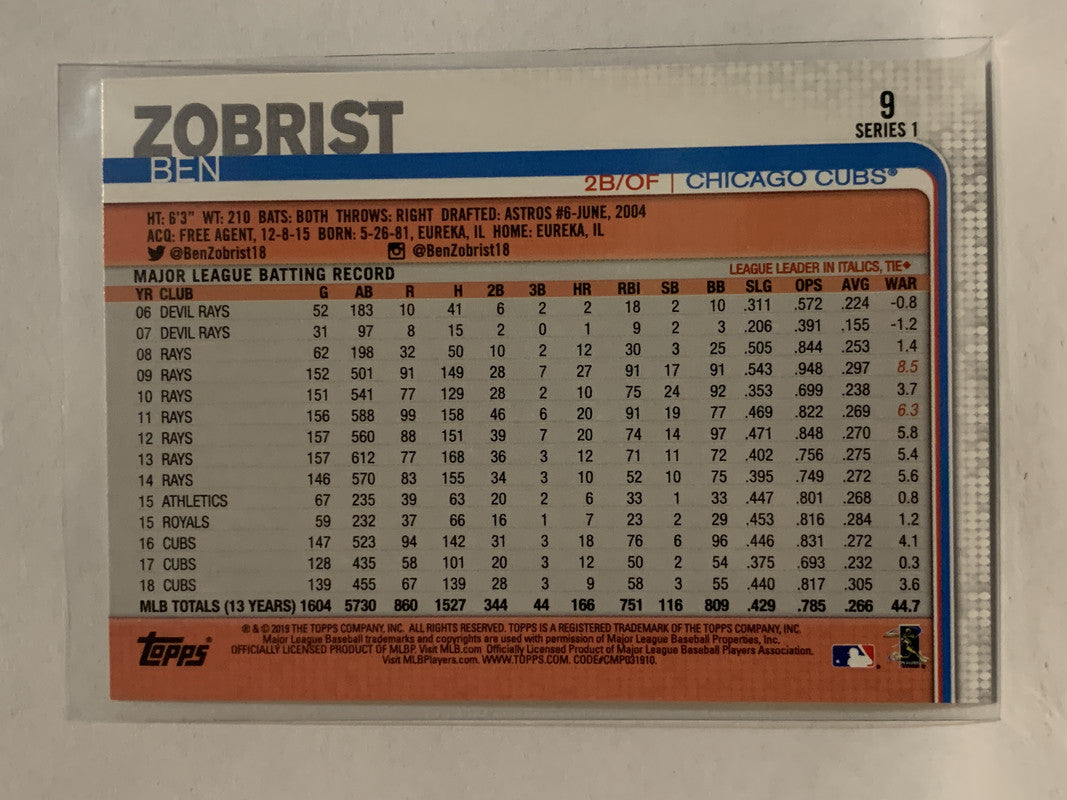 ZOBRIST
BEN
9
SERIES 1
2B/OF | CHICAGO CUBS®
HT: 6'3" WT: 210 BATS: BOTH THROWS: RIGHT DRAFTED: ASTROS #6-JUNE, 2004
ACQ: FREE AGENT, 12-8-15 BORN: 5-26-81, EUREKA, IL HOME: EUREKA, IL
@BenZobrist18 @BenZobrist18
MAJOR LEAGUE BATTING RECORD LEAGUE LEADER IN ITALICS, TIE◆
YR CLUB G AB R H 2B 3B HR RBI SB BB SLG OPS AVG WAR
06 DEVIL RAYS 52 183 10 41 6 2 2 18 2 10 .311 .572 .224 -0.8
07 DEVIL RAYS 31 97 8 15 2 0 1 9 2 3 .206 .391 .155 -1.2
08 RAYS 62 198 32 50 10 2 12 30 3 25 .505 .844 .253 1.4
09 RAYS 152 501 91 149 28 7 27 91 17 91 .543 .948 .297 8.5
10 RAYS 151 541 77 129 28 2 10 75 24 92 .353 .699 .238 3.7
11 RAYS 156 588 99 158 46 6 20 91 19 77 .469 .822 .269 6.3
12 RAYS 157 560 88 151 39 7 20 74 14 97 .471 .848 .270 5.8
13 RAYS 157 612 77 168 36 3 12 71 11 72 .402 .756 .275 5.4
14 RAYS 146 570 83 155 34 3 10 52 10 75 .395 .749 .272 5.6
15 ATHLETICS 67 235 39 63 20 2 6 33 1 33 .447 .801 .268 0.8
15 ROYALS 59 232 37 66 16 1 7 23 2 29 .453 .816 .284 1.2
16 CUBS 147 523 94 142 31 3 18 76 6 96 .446 .831 .272 4.1
17 CUBS 128 435 58 101 20 3 12 50 2 54 .375 .693 .232 0.3
18 CUBS 139 455 67 139 28 3 9 58 3 55 .440 .817 .305 3.6
MLB TOTALS (13 YEARS) 1604 5730 860 1527 344 44 166 751 116 809 .429 .785 .266 44.7
® & © 2019 THE TOPPS COMPANY, INC. ALL RIGHTS RESERVED. TOPPS IS A REGISTERED TRADEMARK OF THE TOPPS COMPANY, INC.
Major League Baseball trademarks and copyrights are used with permission of Major League Baseball Properties, Inc.
OFFICIALLY LICENSED PRODUCT OF MLBP. Visit MLB.com Officially Licensed Product of Major League Baseball Players Association.
Visit MLBPlayers.com. WWW.TOPPS.COM. CODE#CMP031910.
Topps